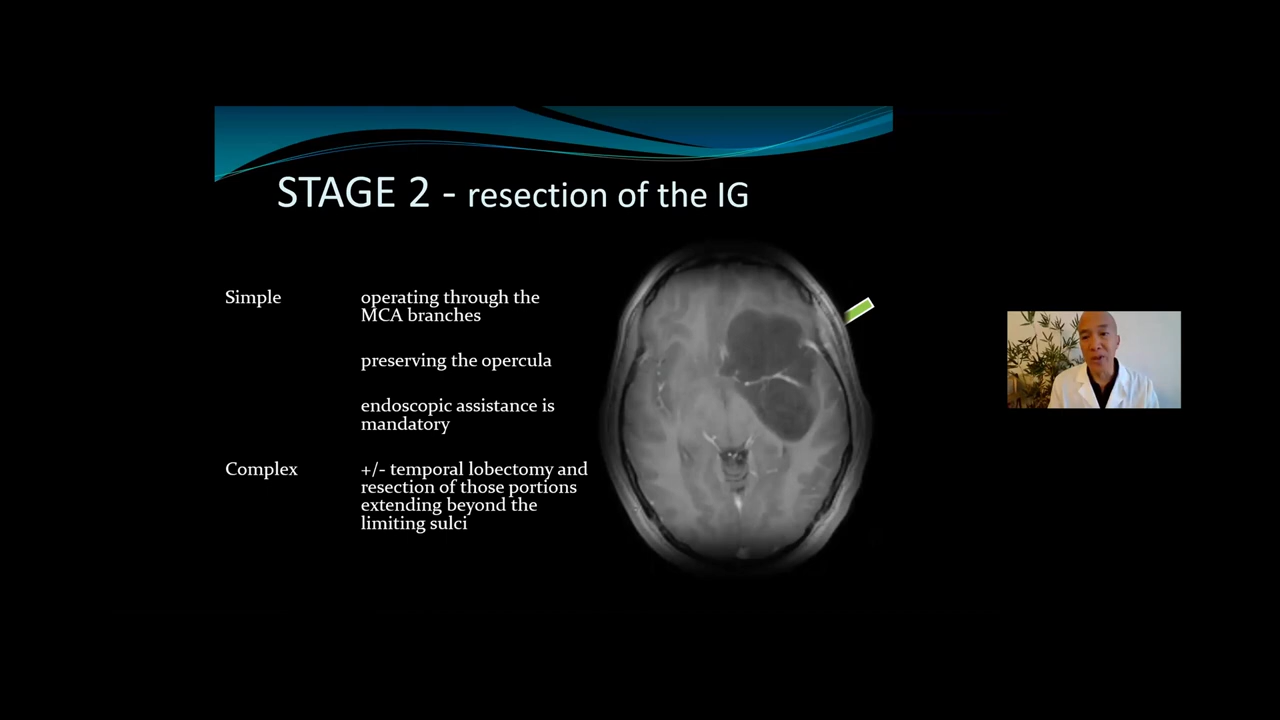 STAGE 2 - resection of the IG
Simple
operating through the
MCA branches
preserving the opercula
endoscopic assistance is
mandatory
Complex
+/- temporal lobectomy and
resection of those portions
extending beyond the
limiting sulci